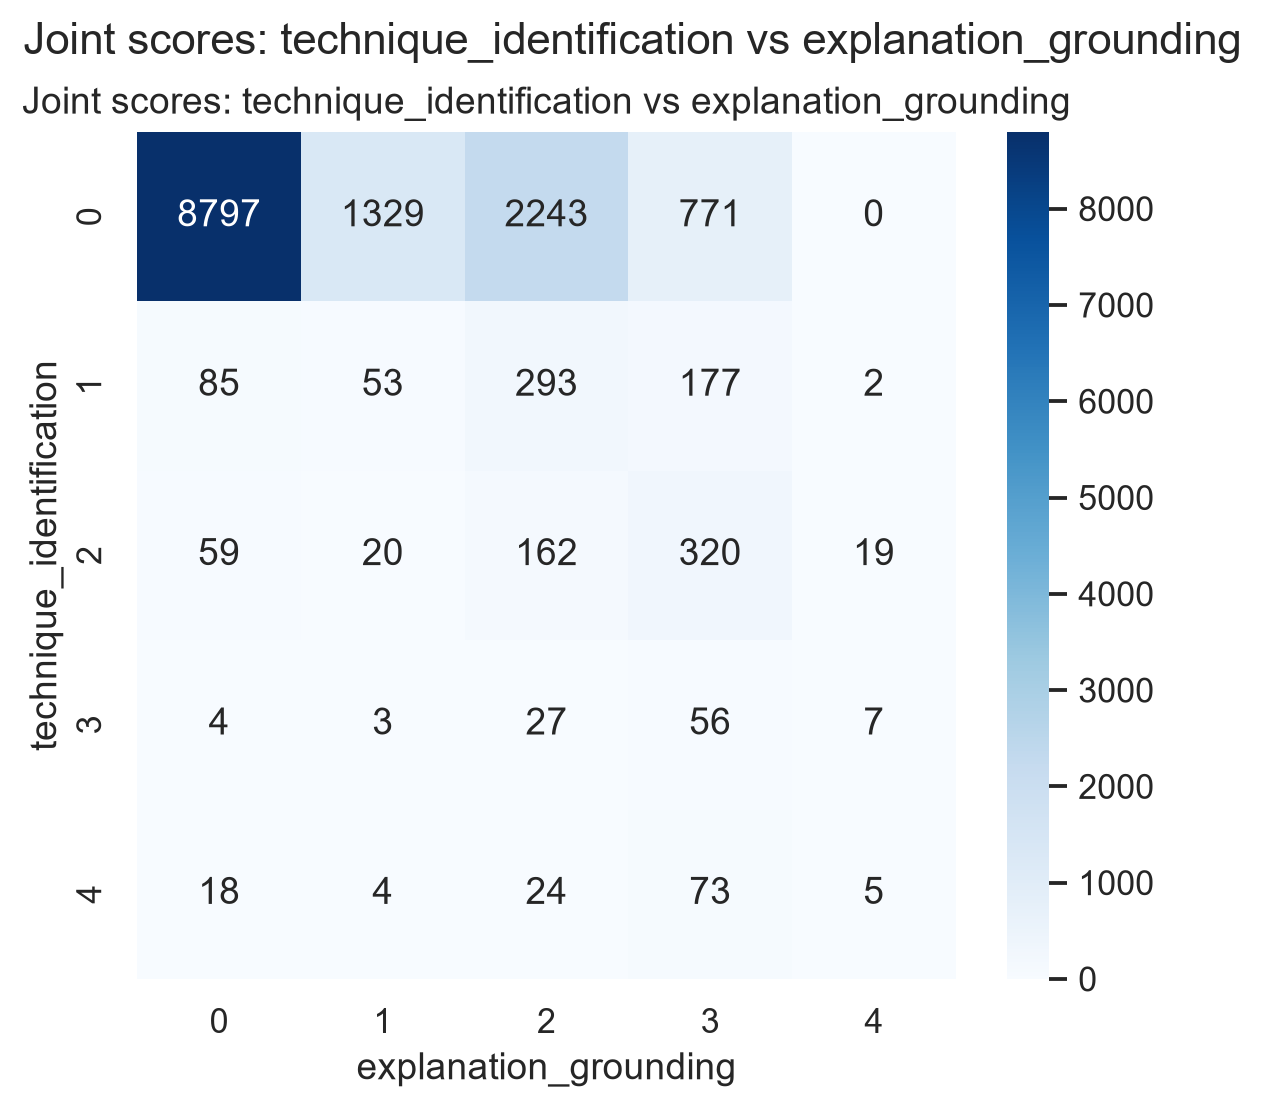 Joint scores: technique_identification vs explanation_grounding
Joint scores: technique_identification vs explanation_grounding
technique_identification
0 8797 1329 2243 771 0
1 85 53 293 177 2
2 59 20 162 320 19
3 4 3 27 56 7
4 18 4 24 73 5
0 1 2 3 4
explanation_grounding
8000
7000
6000
5000
4000
3000
2000
1000
0